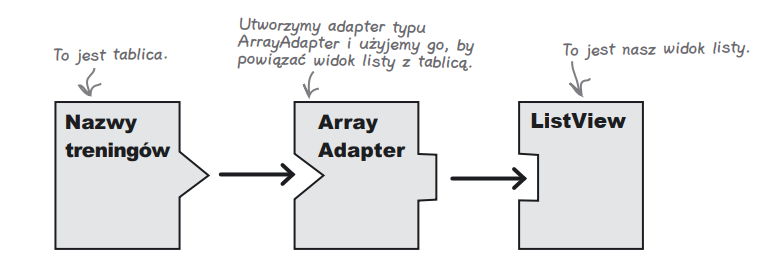 To jest tablica.
Utworzymy adapter typu
ArrayAdapter i użyjemy go, by
powiązać widok listy z tablicą.
To jest nasz widok listy.
Nazwy
treningów
Array
Adapter
ListView